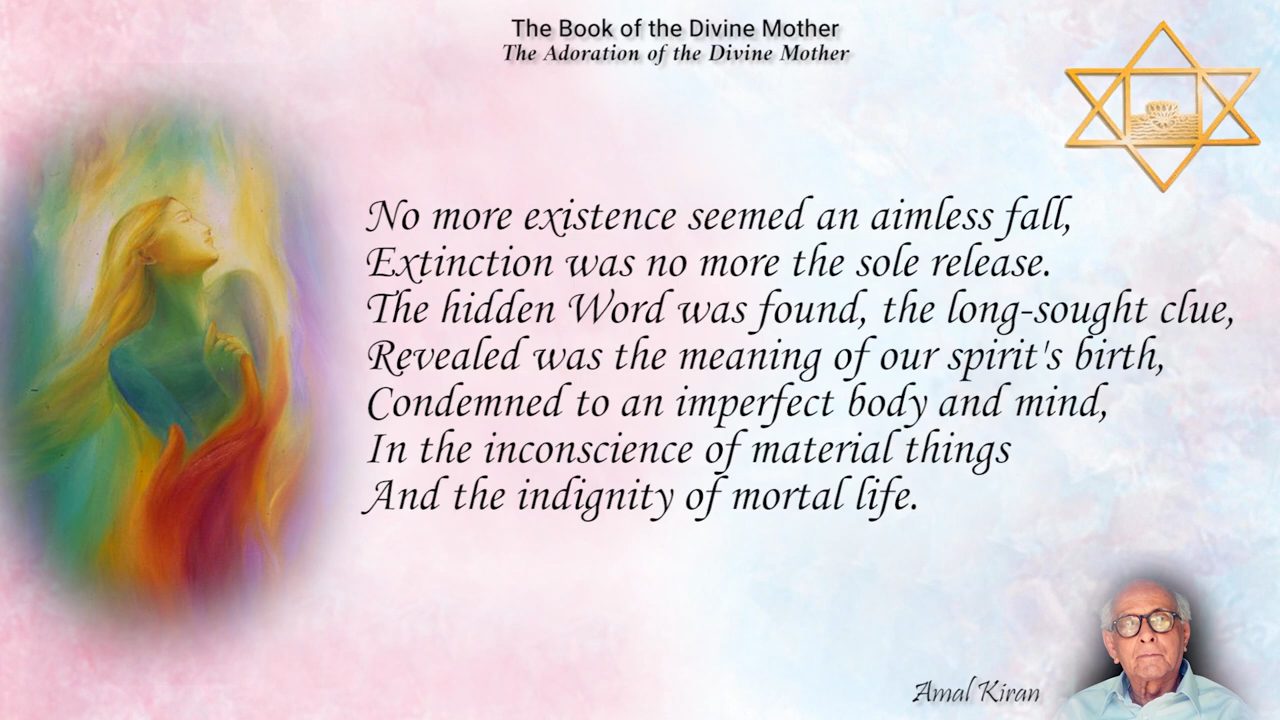 The Book of the Divine Mother
The Adoration of the Divine Mother
No more existence seemed an aimless fall,
Extinction was no more the sole release.
The hidden Word was found, the long-sought clue,
Revealed was the meaning of our spirit's birth,
Condemned to an imperfect body and mind,
In the inconscience of material things
And the indignity of mortal life.
Amal Kiran